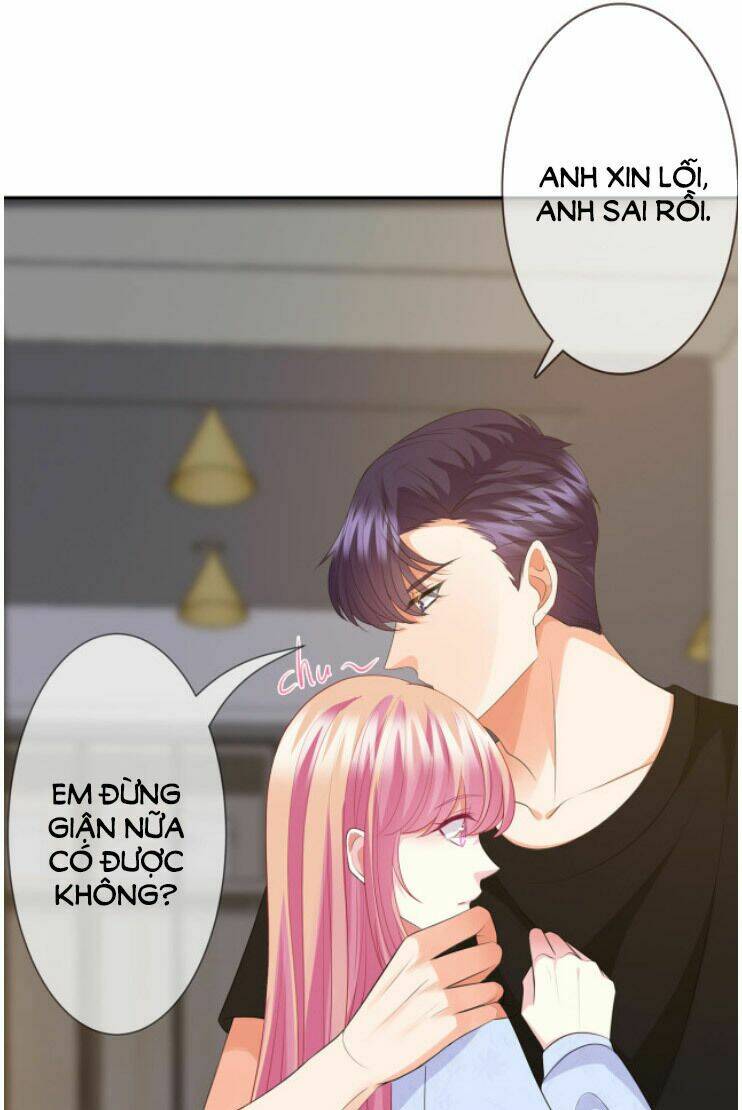 ANH XIN LỖI,
ANH SAI RỒI.
chu~
EM ĐỪNG
GIẬN NỮA
CÓ ĐƯỢC
KHÔNG?